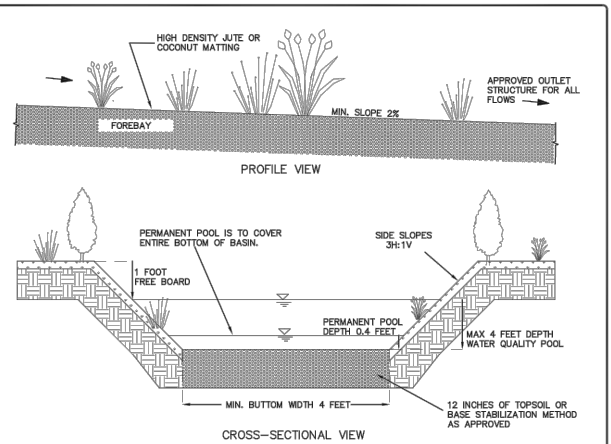 HIGH DENSITY JUTE OR
COCONUT MATTING
APPROVED OUTLET
STRUCTURE FOR ALL
FLOWS
MIN. SLOPE 2%
FOREBAY
PROFILE VIEW
PERMANENT POOL IS TO COVER
ENTIRE BOTTOM OF BASIN.
SIDE SLOPES
3H:1V
1 FOOT
FREE BOARD
PERMANENT POOL
DEPTH 0.4 FEET
MAX 4 FEET DEPTH
WATER QUALITY POOL
MIN. BUTTOM WIDTH 4 FEET
12 INCHES OF TOPSOIL OR
BASE STABILIZATION METHOD
AS APPROVED
CROSS-SECTIONAL VIEW